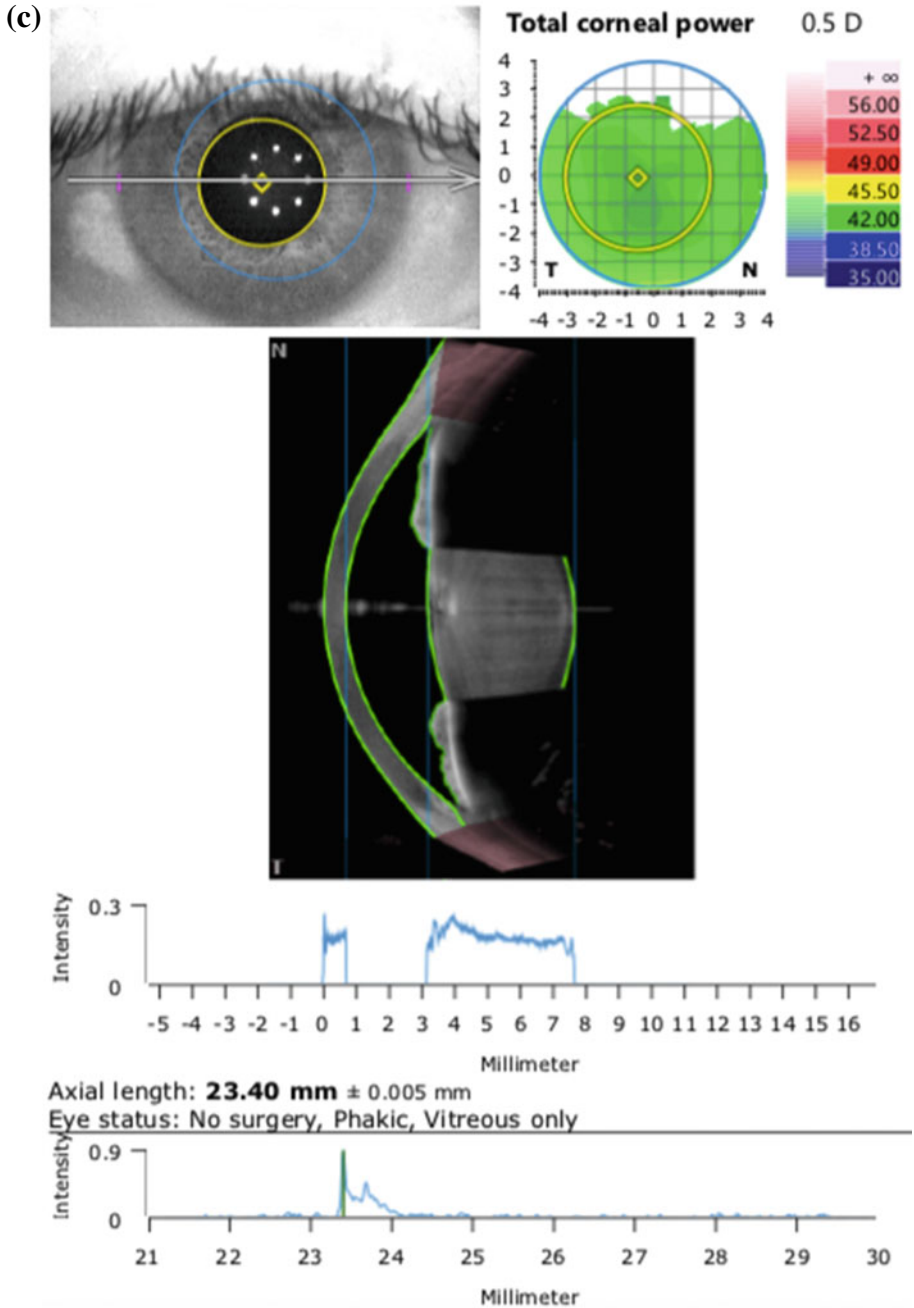 (c)
Total corneal power 0.5 D
4
3
2
1
0
-1
-2
-3
-4
T N
-4 -3 -2 -1 0 1 2 3 4
+ ∞
56.00
52.50
49.00
45.50
42.00
38.50
35.00
N
T
Intensity
0.3
0
-5 -4 -3 -2 -1 0 1 2 3 4 5 6 7 8 9 10 11 12 13 14 15 16
Millimeter
Axial length: 23.40 mm ± 0.005 mm
Eye status: No surgery, Phakic, Vitreous only
Intensity
0.9
0
21 22 23 24 25 26 27 28 29 30
Millimeter